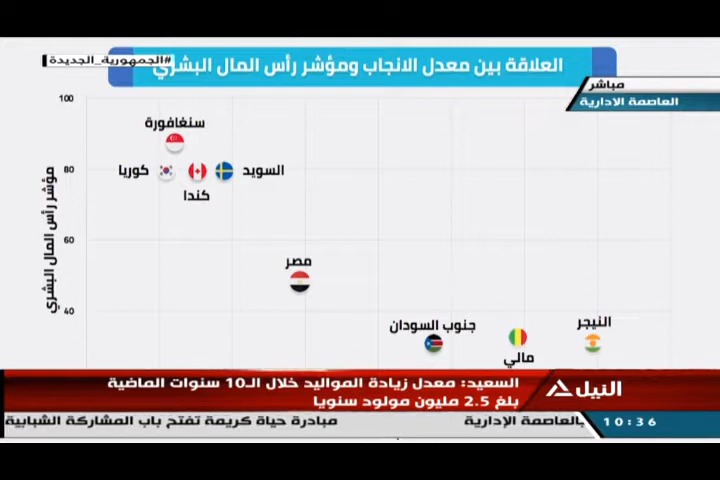 العلاقة بين معدل الانجاب ومؤشر رأس المال البشري
#الجمهورية_الجديدة
مباشر
العاصمة الادارية
100
80
60
40
مؤشر رأس المال البشري
سنغافورة
كوريا
كندا
السويد
مصر
جنوب السودان
مالي
النيجر
السعيد: معدل زيادة المواليد خلال الـ10 سنوات الماضية
بلغ 2.5 مليون مولود سنويا
النيل
بالعاصمة الإدارية
مبادرة حياة كريمة تفتح باب المشاركة الشبابية
10:36